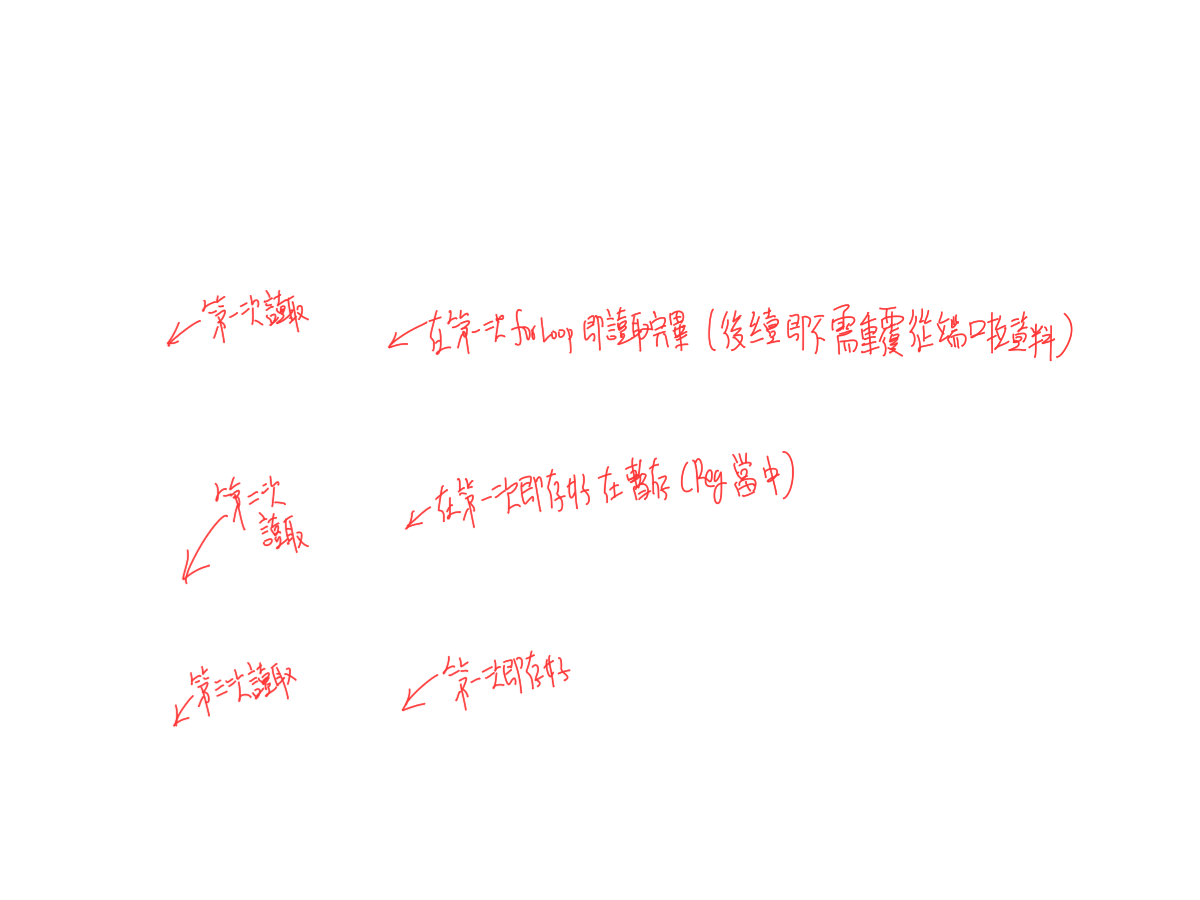 第一次讀取
在第一次forLoop即讀取完畢(後續即不需重覆從端口拉資料)
第二次
讀取
在第一次即存好在暫存(Reg當中)
第三次讀取
第一次即存好